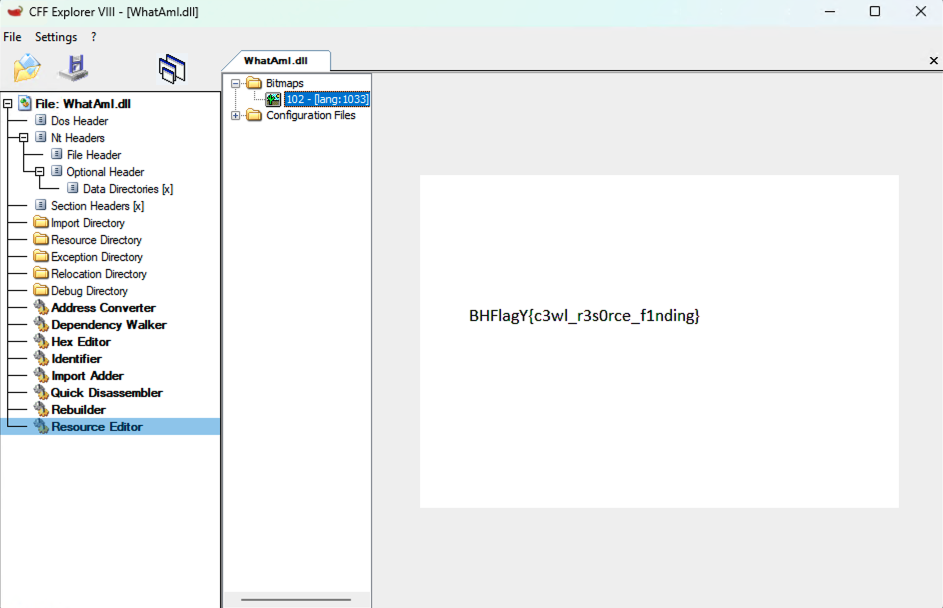 CFF Explorer VIII - [WhatAmI.dll]
File Settings ?
WhatAmI.dll
File: WhatAmI.dll
Dos Header
Nt Headers
File Header
Optional Header
Data Directories [x]
Section Headers [x]
Import Directory
Resource Directory
Exception Directory
Relocation Directory
Debug Directory
Address Converter
Dependency Walker
Hex Editor
Identifier
Import Adder
Quick Disassembler
Rebuilder
Resource Editor
Bitmaps
102 - [lang:1033]
Configuration Files
BHFlagY{c3wl_r3s0rce_f1nding}